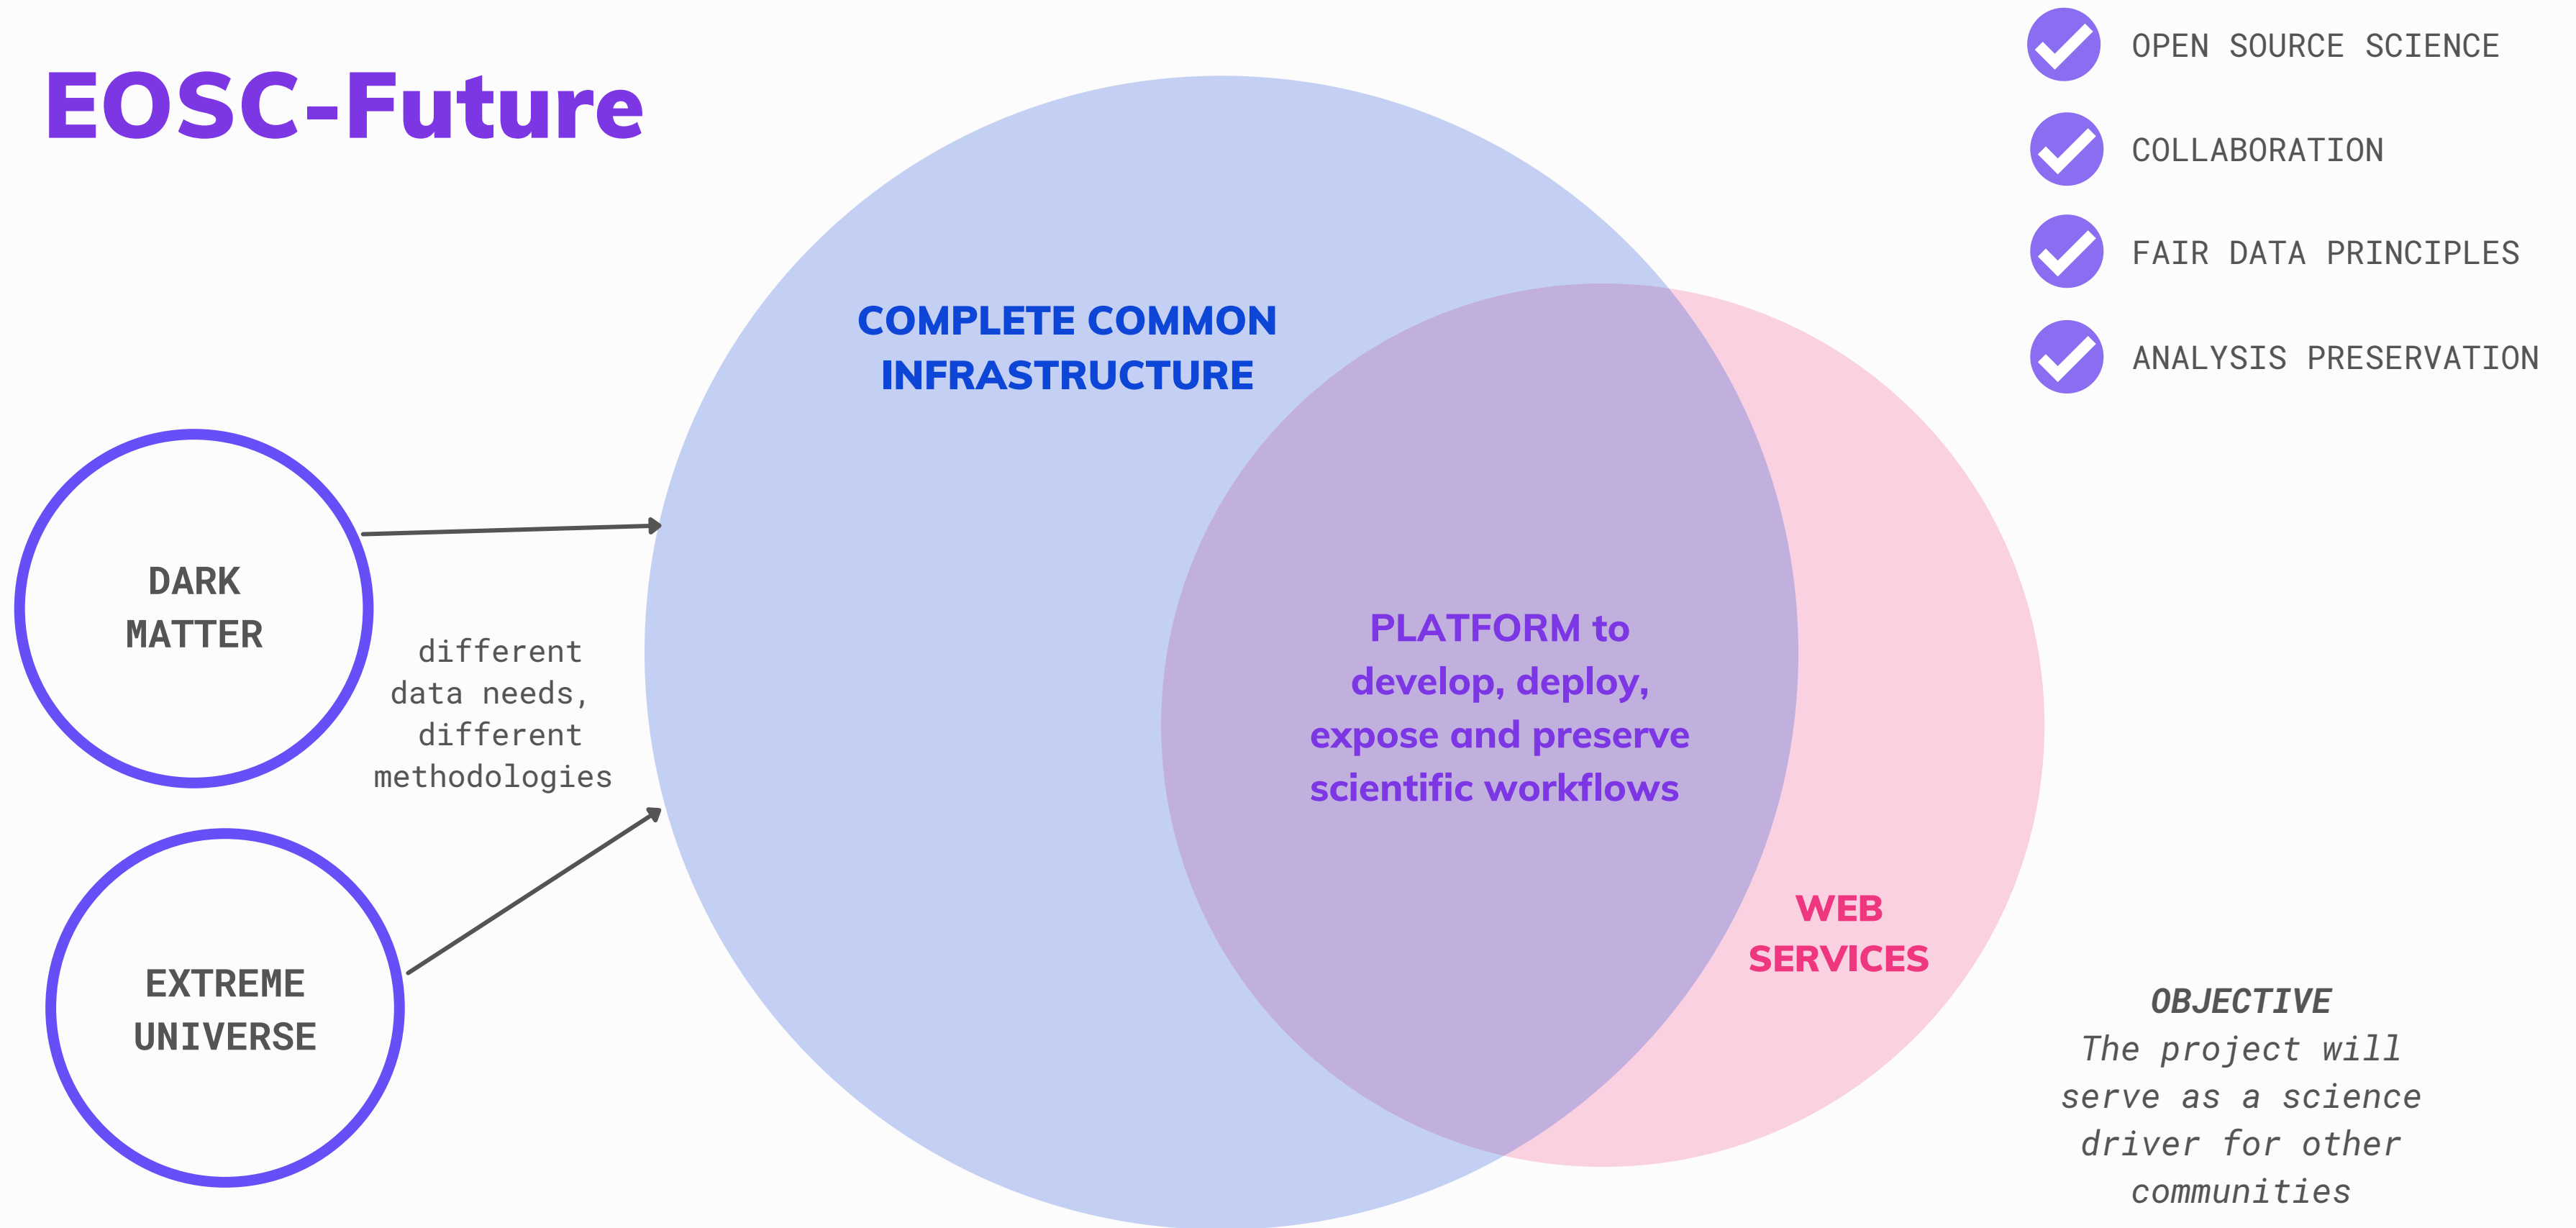 EOSC-Future
OPEN SOURCE SCIENCE
COLLABORATION
FAIR DATA PRINCIPLES
ANALYSIS PRESERVATION
COMPLETE COMMON
INFRASTRUCTURE
DARK
MATTER
different
data needs,
different
methodologies
EXTREME
UNIVERSE
PLATFORM to
develop, deploy,
expose and preserve
scientific workflows
WEB
SERVICES
OBJECTIVE
The project will
serve as a science
driver for other
communities